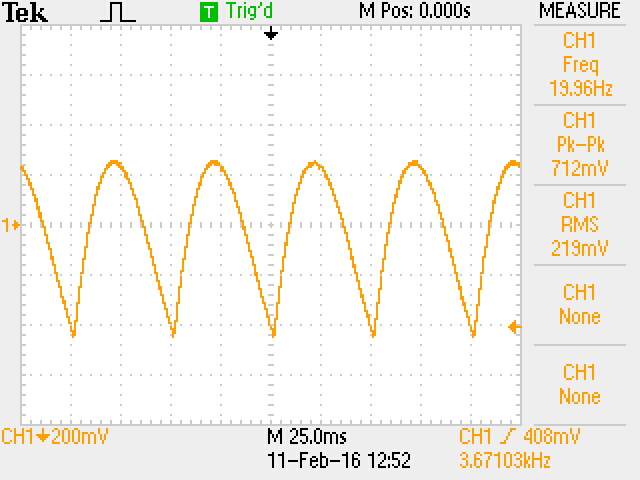 Tek T Trig'd M Pos: 0.000s MEASURE
CH1
Freq
19.96Hz
CH1
Pk-Pk
712mV
CH1
RMS
219mV
CH1
None
CH1
None
1
CH1 200mV M 25.0ms CH1 408mV
11-Feb-16 12:52 3.67103kHz